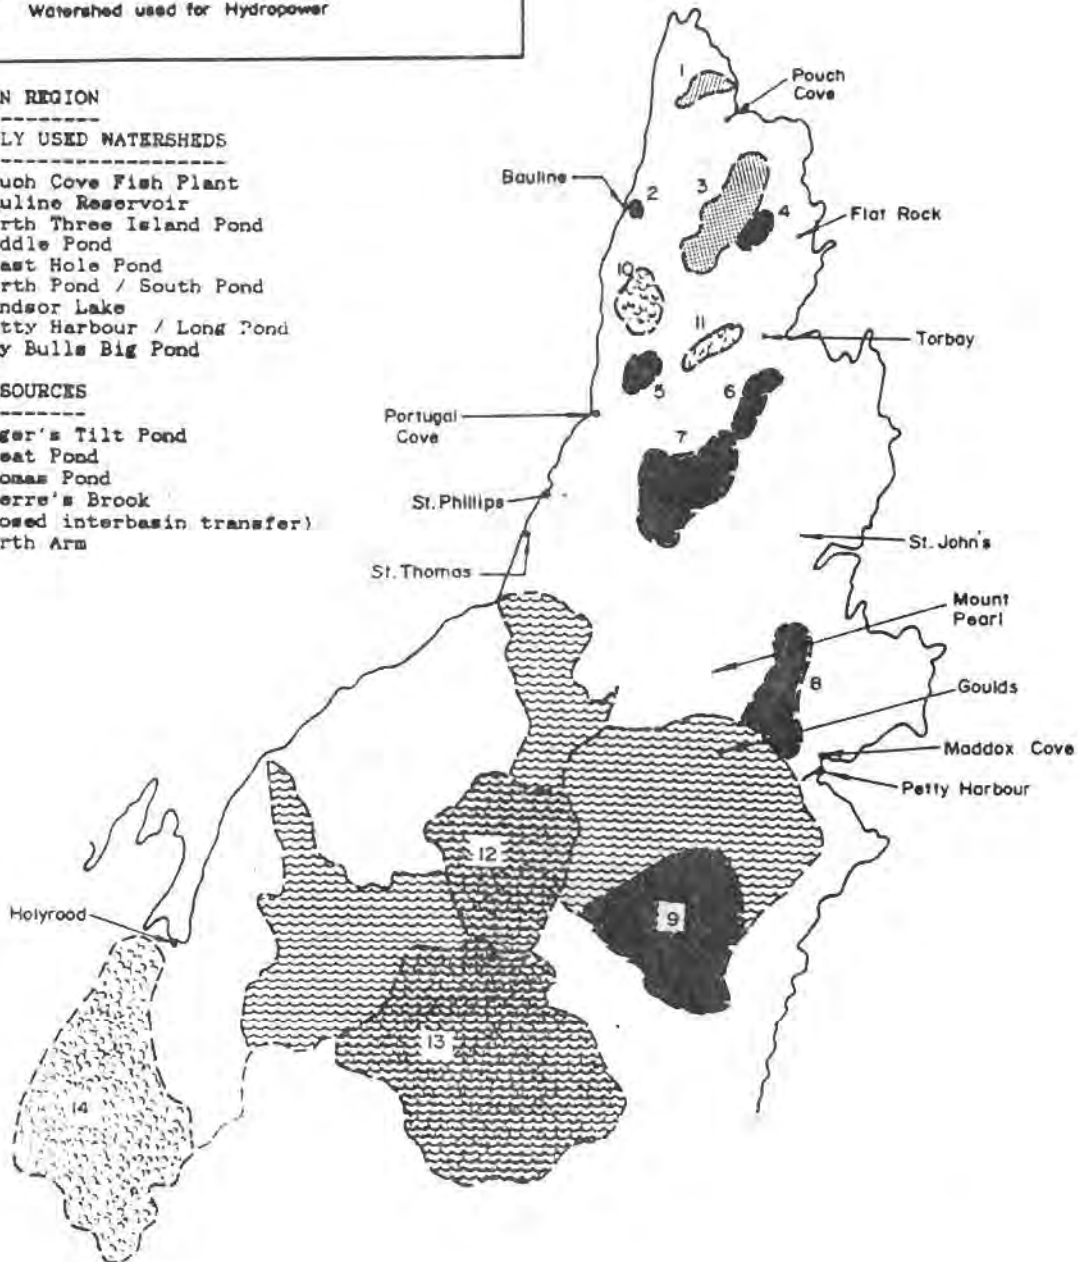 Watershed used for Hydropower
N REGION
LY USED WATERSHEDS
uch Cove Fish Plant
uline Reservoir
rth Three Island Pond
ddle Pond
ast Hole Pond
rth Pond / South Pond
ndsor Lake
tty Harbour / Long Pond
y Bulls Big Pond
SOURCES
ger's Tilt Pond
eat Pond
omas Pond
erre's Brook
osed interbasin transfer)
rth Arm
1
Pouch
Cove
Bauline
2
3
4
Flat Rock
10
11
Torbay
5
6
Portugal
Cove
7
St. Phillips
St. John's
St. Thomas
Mount
Pearl
8
Goulds
Maddox Cove
Petty Harbour
12
9
Holyrood
13
14